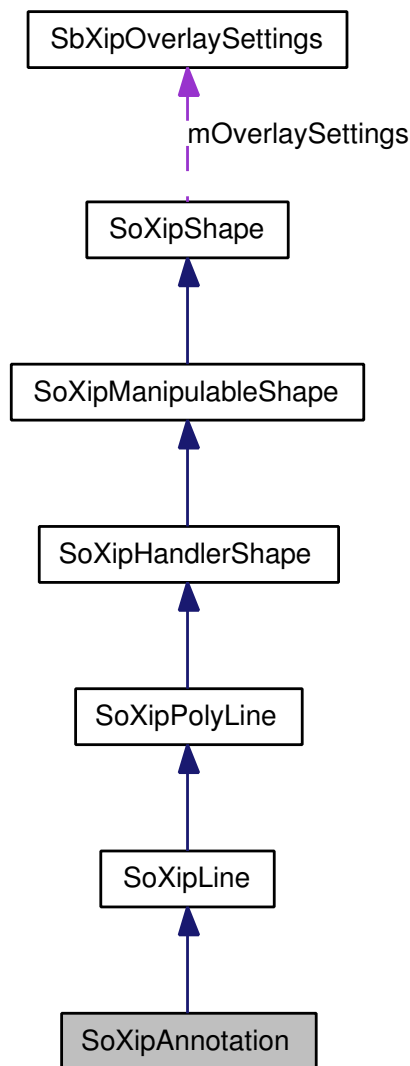 SbXipOverlaySettings
mOverlaySettings
SoXipShape
SoXipManipulableShape
SoXipHandlerShape
SoXipPolyLine
SoXipLine
SoXipAnnotation